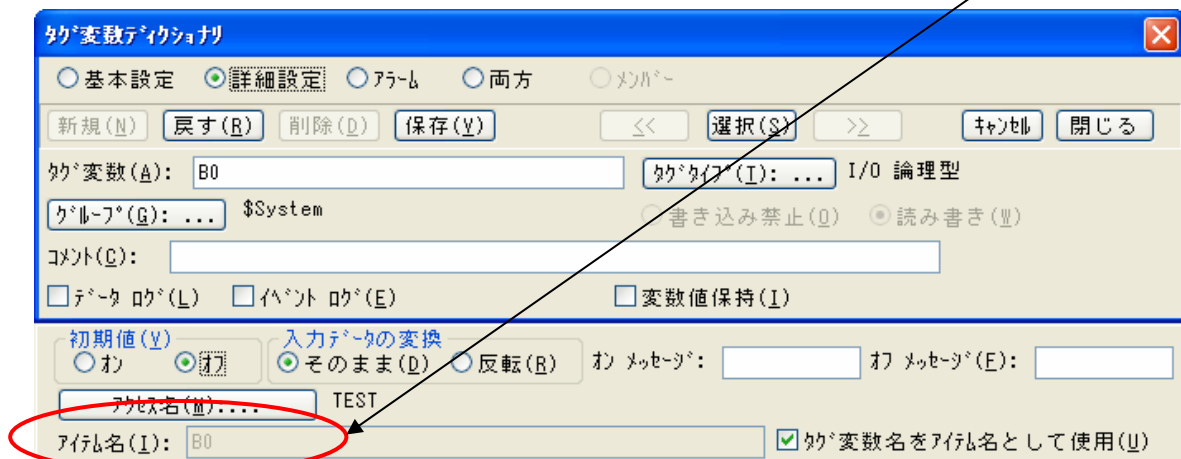 ﾀｸﾞ変数ﾃﾞｨｸｼｮﾅﾘ
基本設定 詳細設定 ｱﾗｰﾑ 両方 ﾒﾝﾊﾞｰ
新規(N) 戻す(R) 削除(D) 保存(V) << 選択(S) >> ｷｬﾝｾﾙ 閉じる
ﾀｸﾞ変数(A): B0 ﾀｸﾞﾀｲﾌﾟ(T): ... I/O 論理型
ｸﾞﾙｰﾌﾟ(G): ... $System 書き込み禁止(O) 読み書き(W)
ｺﾒﾝﾄ(C):
ﾃﾞｰﾀ ﾛｸﾞ(L) ｲﾍﾞﾝﾄ ﾛｸﾞ(E) 変数値保持(I)
初期値(V) 入力ﾃﾞｰﾀの変換
ｵﾝ ｵﾌ そのまま(D) 反転(R) ｵﾝ ﾒｯｾｰｼﾞ: ｵﾌ ﾒｯｾｰｼﾞ(F):
ｱｸｾｽ名(M).... TEST
ｱｲﾃﾑ名(I): B0 ﾀｸﾞ変数名をｱｲﾃﾑ名として使用(U)